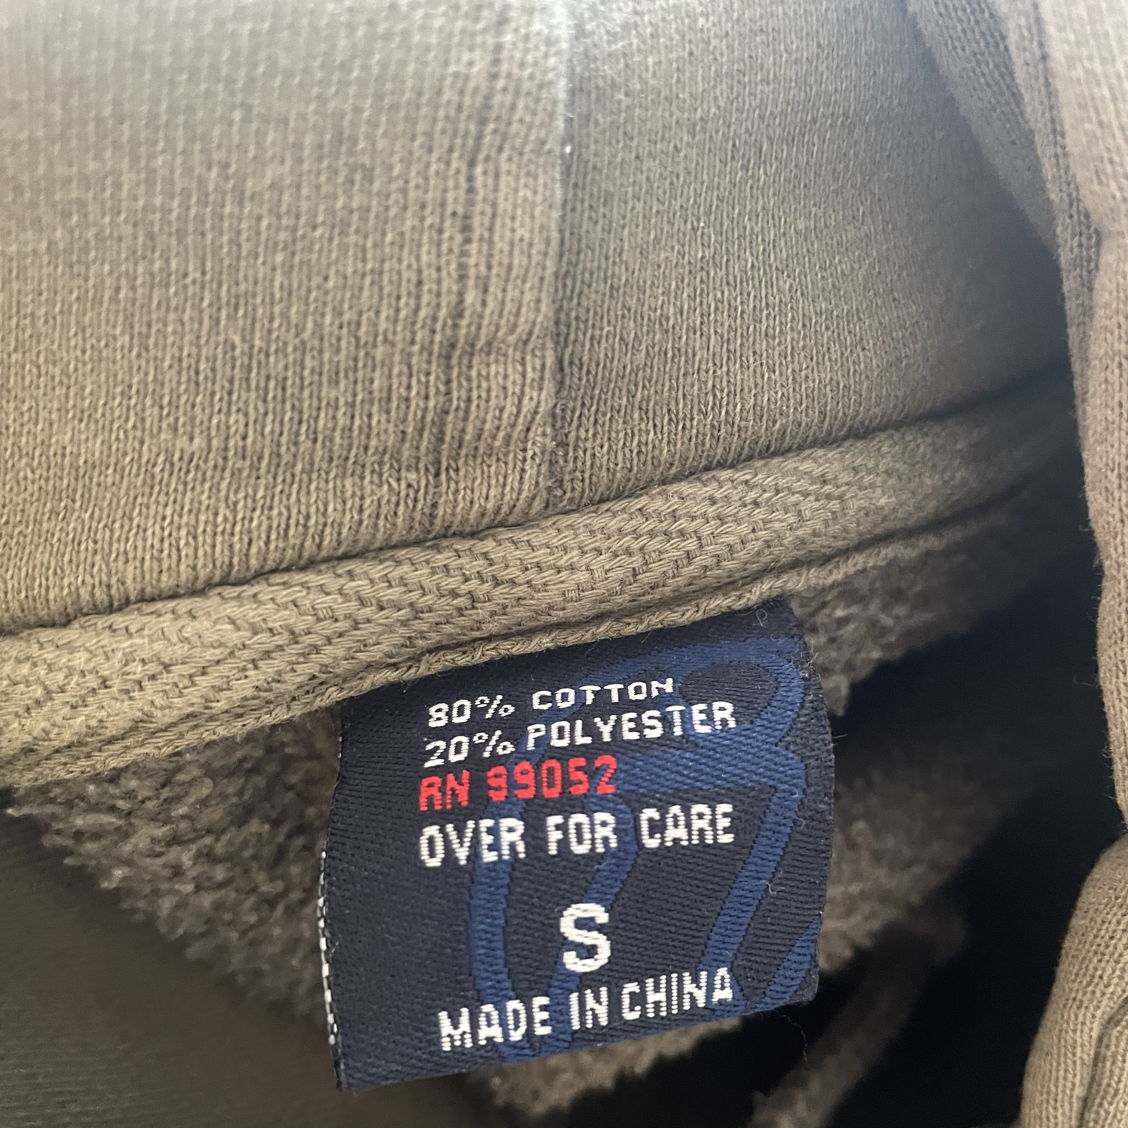 80% COTTON
20% POLYESTER
RN 99052
OVER FOR CARE
S
MADE IN CHINA